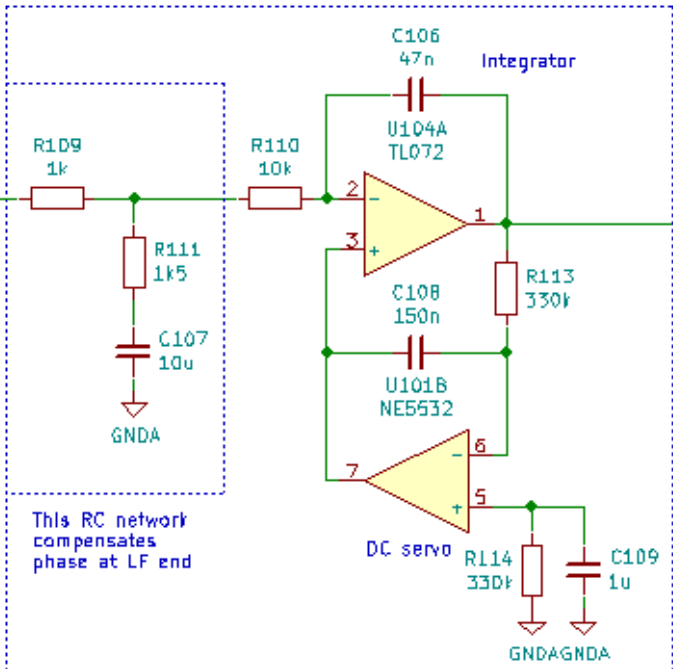 C106
47n
Integrator
U104A
TL072
R109
1k
R110
10k
2
-
1
3
+
R111
1k5
R113
330k
C108
150n
C107
10u
U101B
NE5532
GNDA
6
-
7
5
+
This RC network
compensates
phase at LF end
DC servo
R114
330k
C109
1u
GNDAGNDA